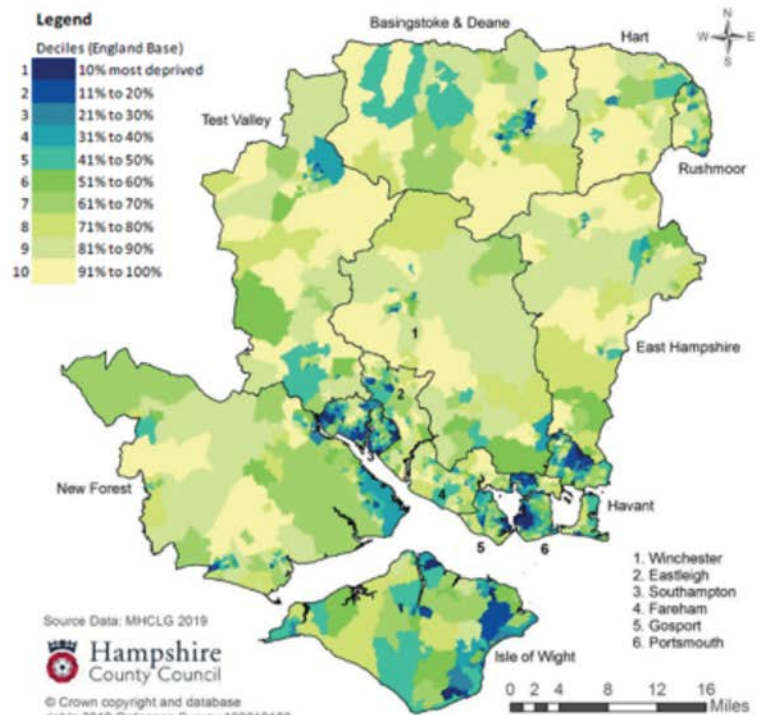 Legend
Deciles (England Base)
1 10% most deprived
2 11% to 20%
3 21% to 30%
4 31% to 40%
5 41% to 50%
6 51% to 60%
7 61% to 70%
8 71% to 80%
9 81% to 90%
10 91% to 100%
Basingstoke & Deane
Hart
N
W E
S
Test Valley
Rushmoor
1
East Hampshire
2
3
New Forest
4
Havant
5 6
1. Winchester
2. Eastleigh
3. Southampton
4. Fareham
5. Gosport
6. Portsmouth
Source Data: MHCLG 2019
Hampshire
County Council
Isle of Wight
© Crown copyright and database
0 2 4 8 12 16
Miles